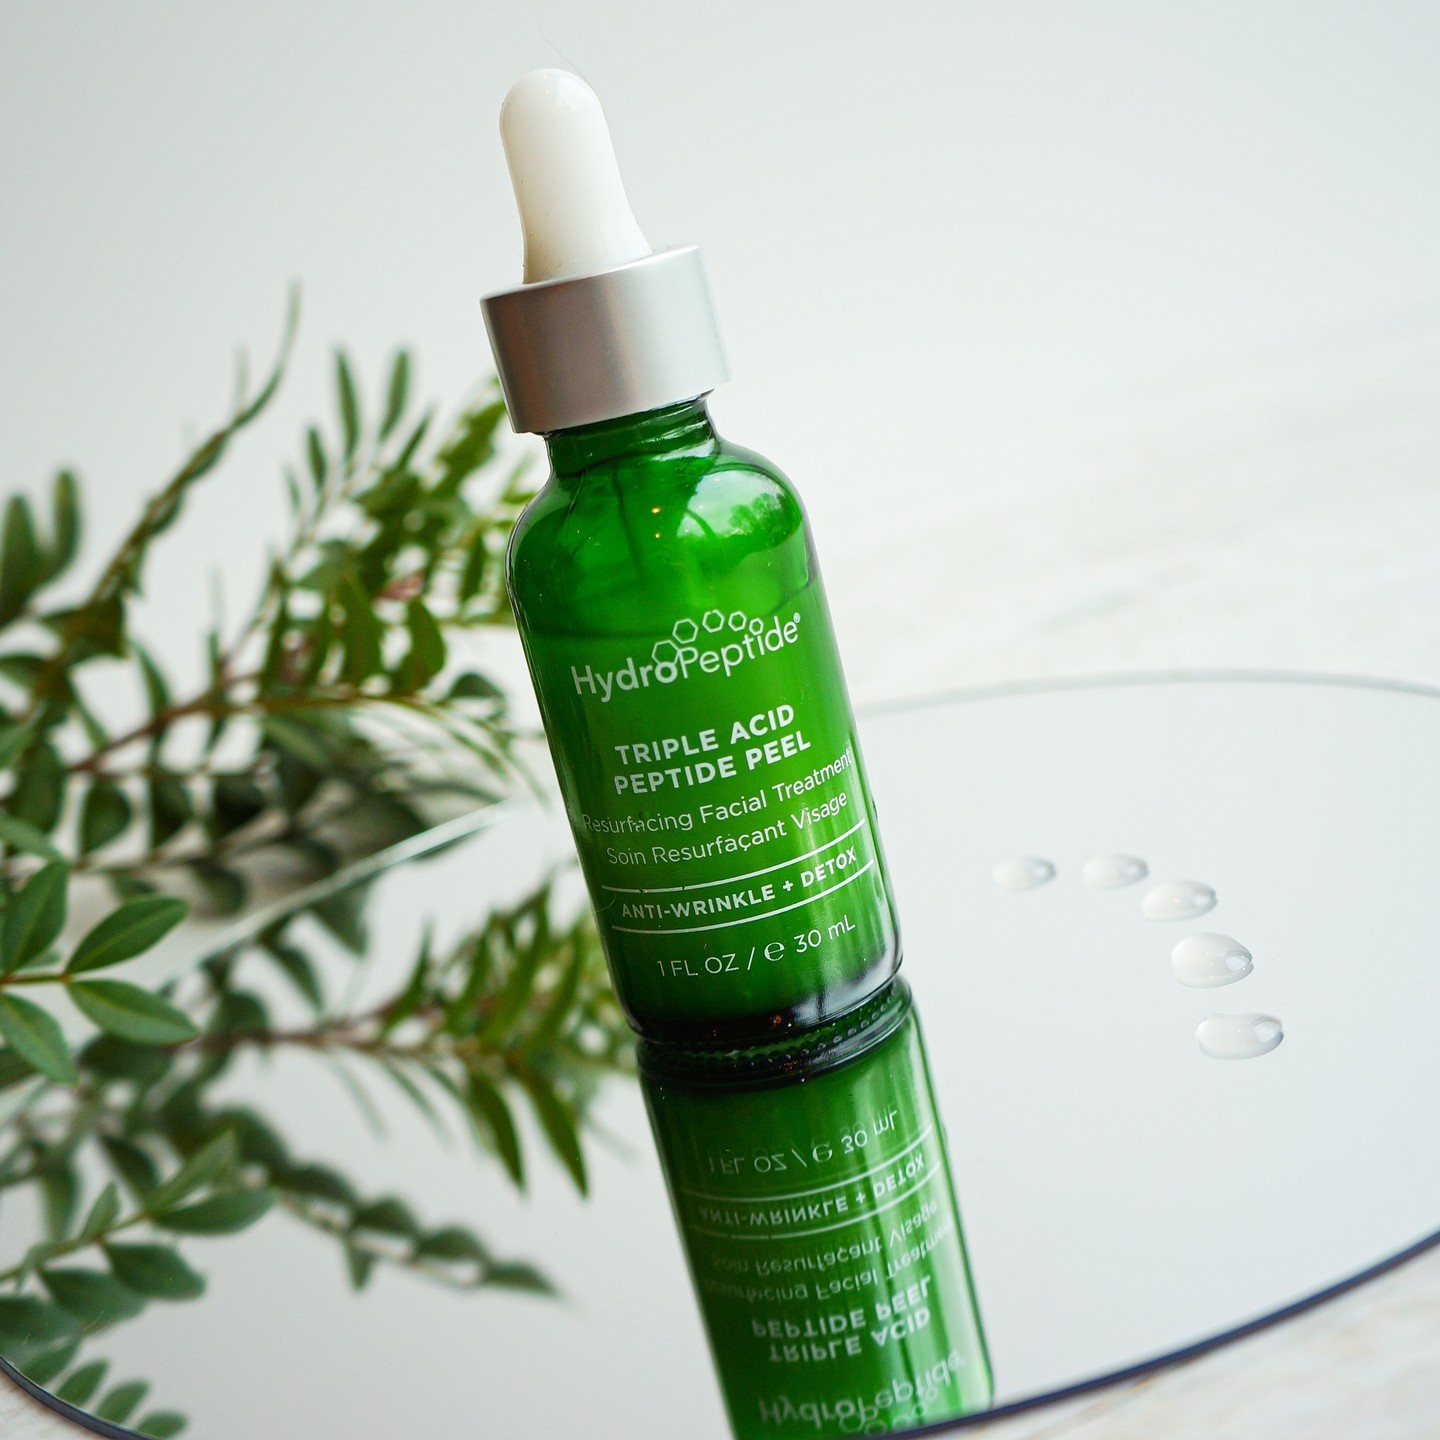 HydroPeptide®
TRIPLE ACID
PEPTIDE PEEL
Resurfacing Facial Treatment
Soin Resurfaçant Visage
ANTI-WRINKLE + DETOX
1 FL OZ / ℮ 30 mL